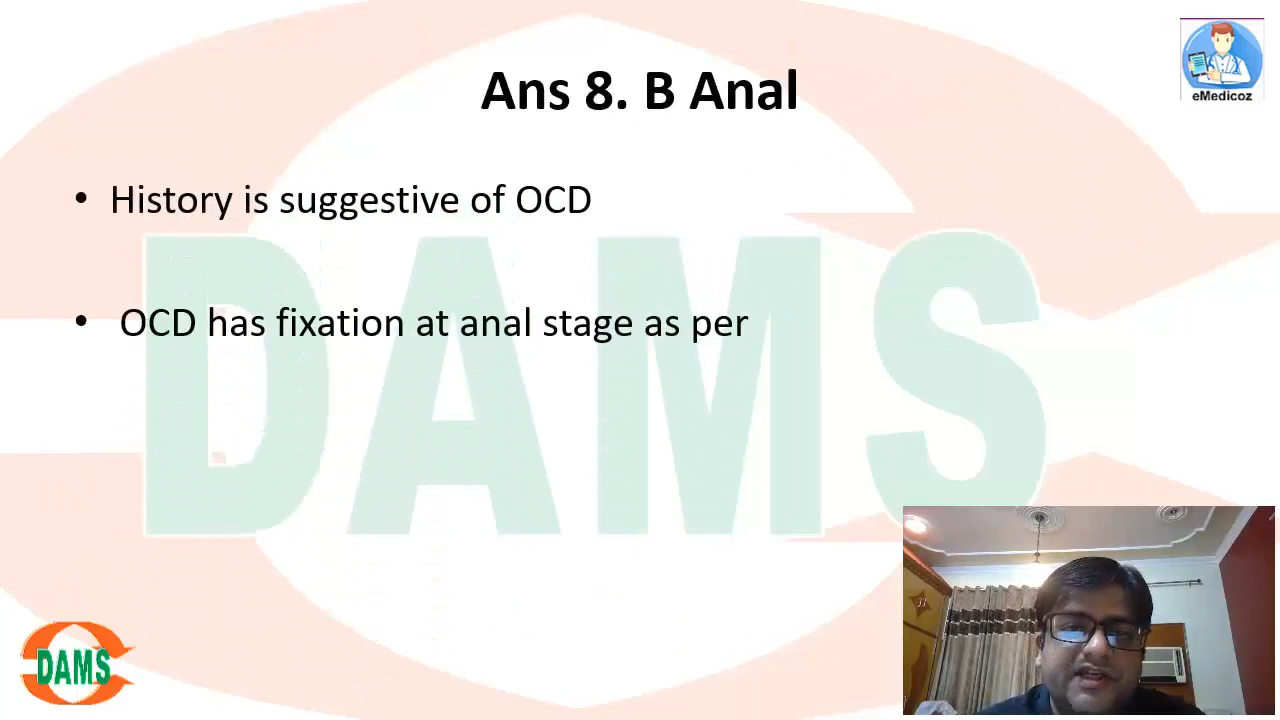 Ans 8. B Anal
eMedicoz
• History is suggestive of OCD
• OCD has fixation at anal stage as per
DAMS
DAMS